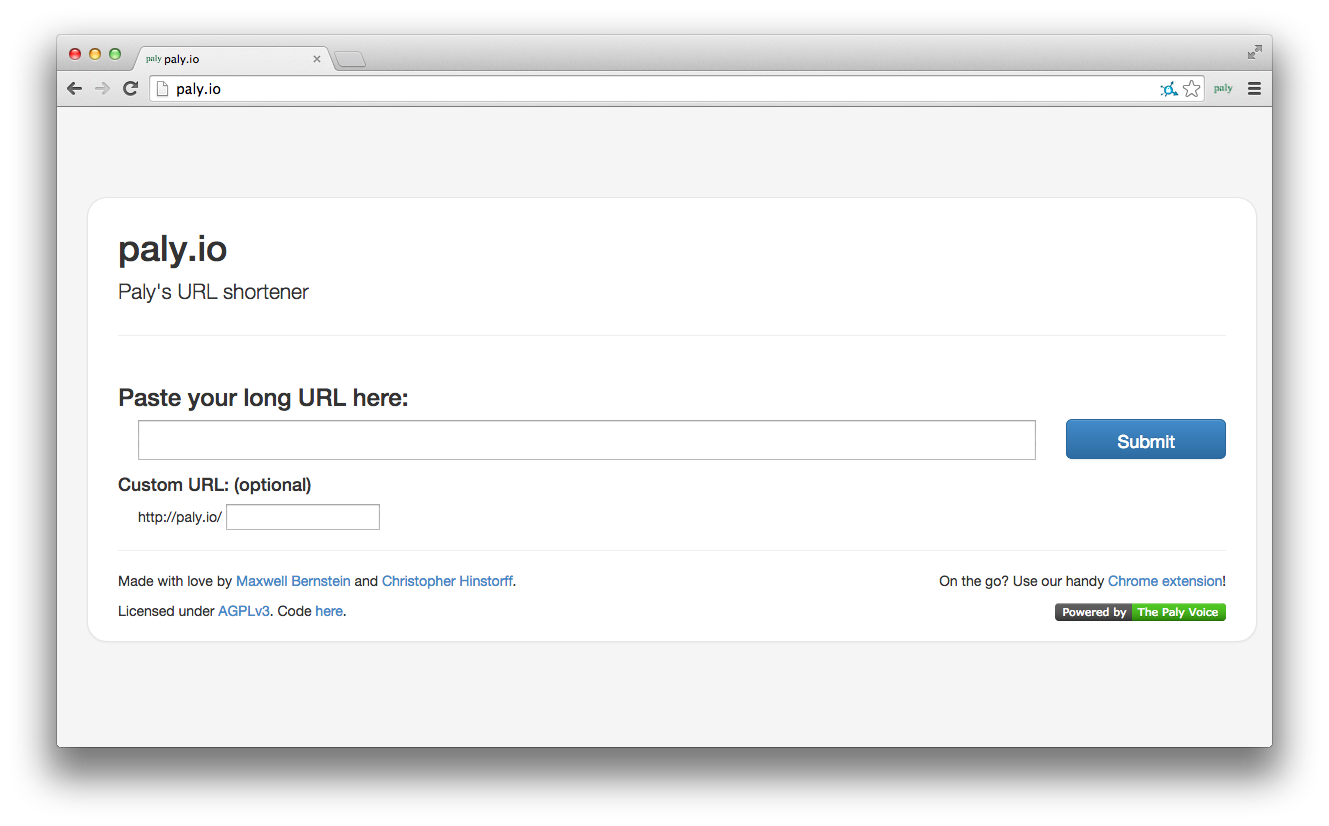 paly paly.io
paly.io
paly
paly.io
Paly's URL shortener
Paste your long URL here:
Submit
Custom URL: (optional)
http://paly.io/
Made with love by Maxwell Bernstein and Christopher Hinstorff.
On the go? Use our handy Chrome extension!
Licensed under AGPLv3. Code here.
Powered by The Paly Voice